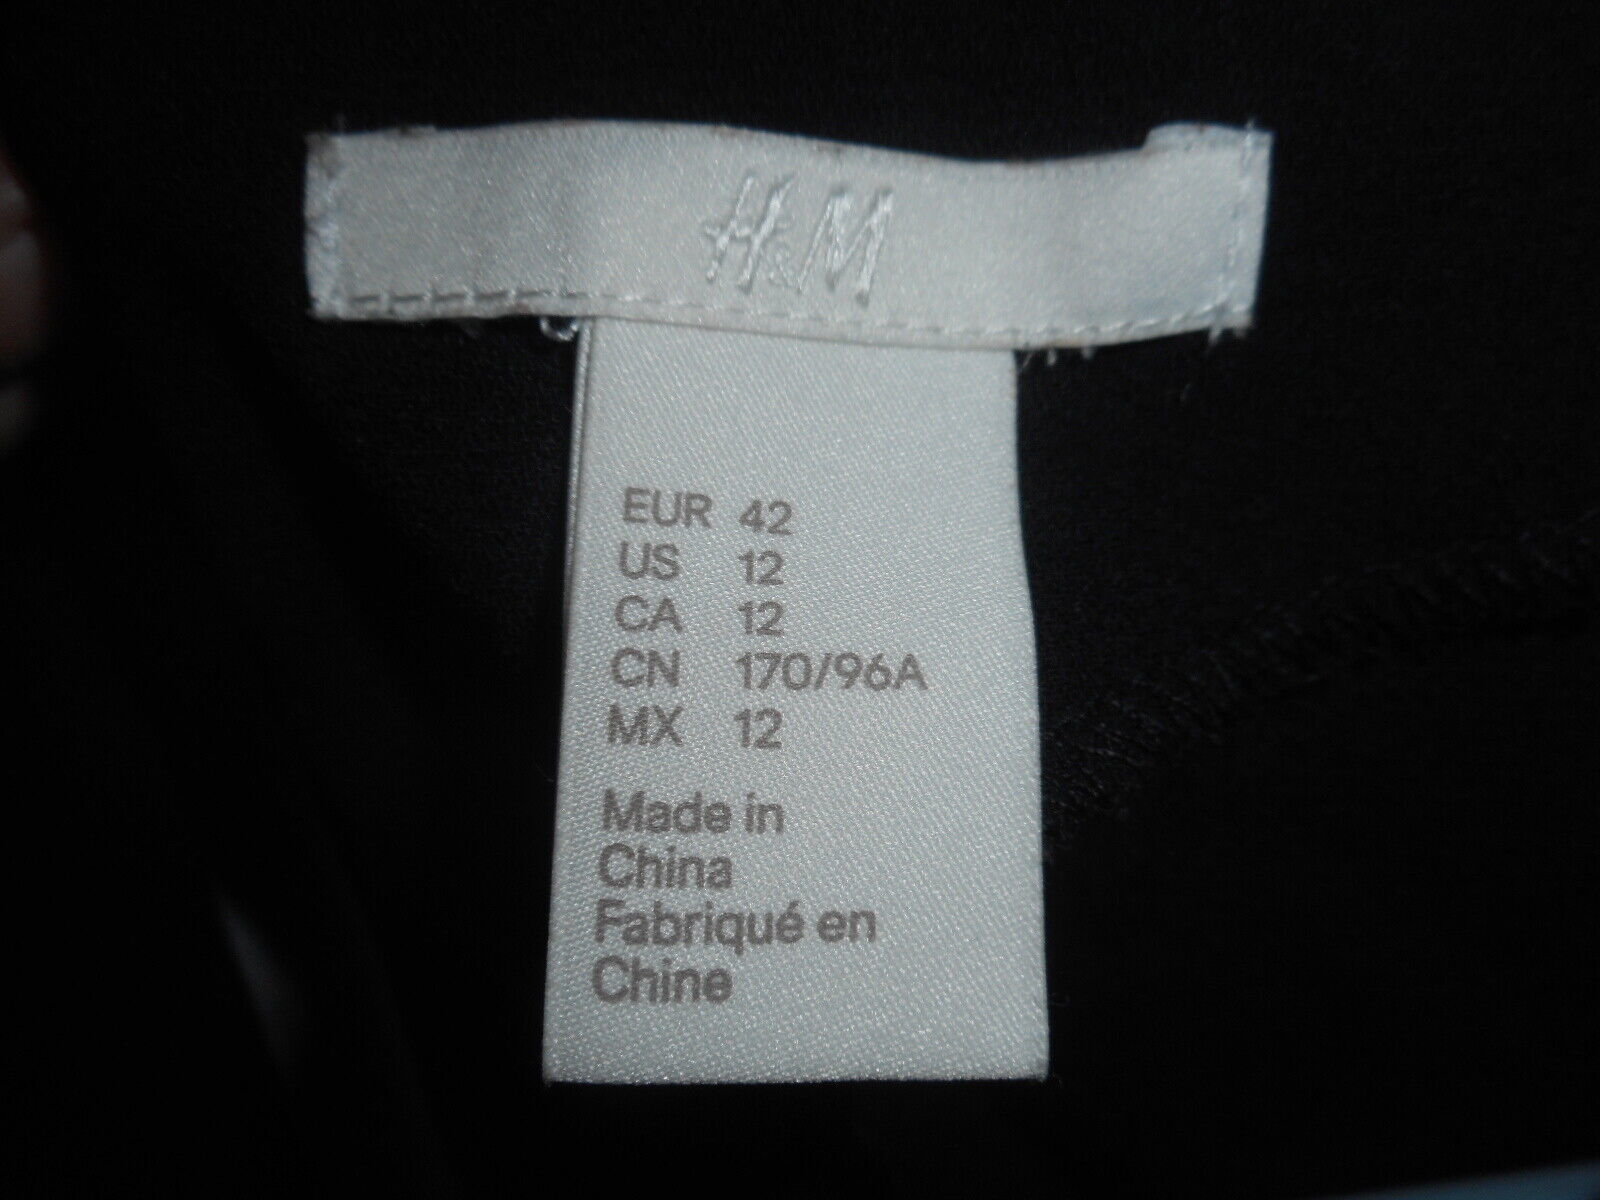 H&M
EUR 42
US 12
CA 12
CN 170/96A
MX 12
Made in
China
Fabriqué en
Chine